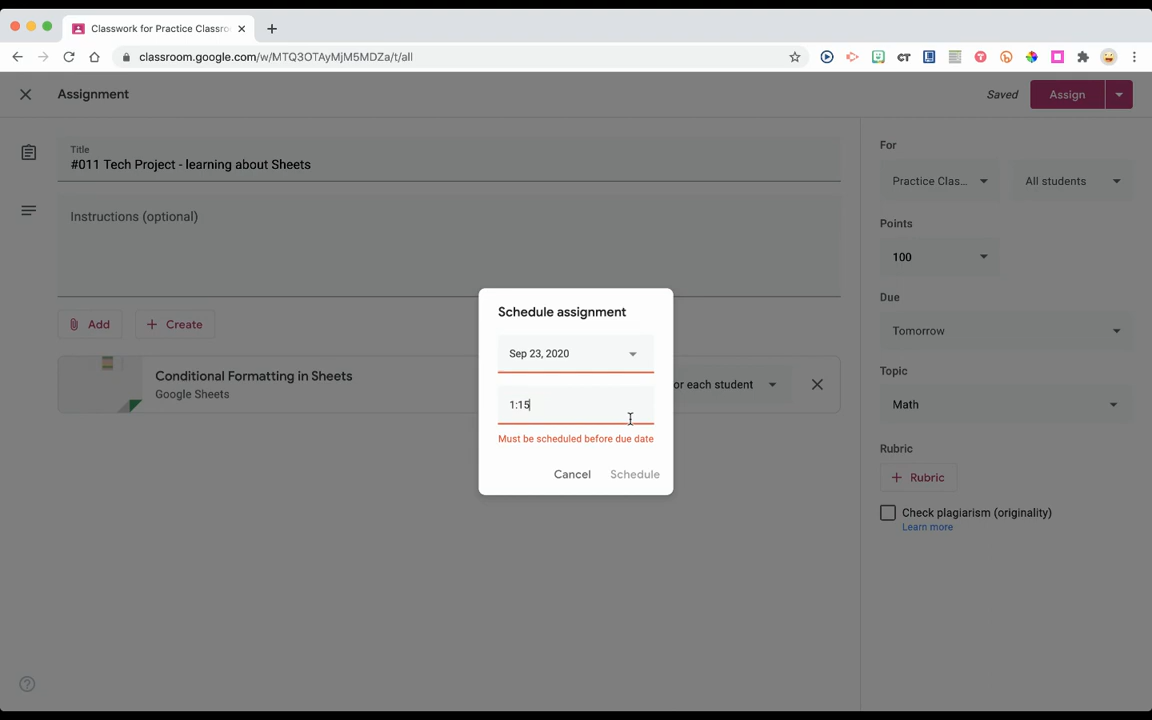 Classwork for Practice Classro
classroom.google.com/w/MTQ3OTAyMjM5MDZa/t/all
CT
Assignment
Saved
Assign
Title
#011 Tech Project - learning about Sheets
Instructions (optional)
Add
Create
Conditional Formatting in Sheets
Google Sheets
or each student
Schedule assignment
Sep 23, 2020
1:15
Must be scheduled before due date
Cancel
Schedule
For
Practice Clas...
All students
Points
100
Due
Tomorrow
Topic
Math
Rubric
+ Rubric
Check plagiarism (originality)
Learn more